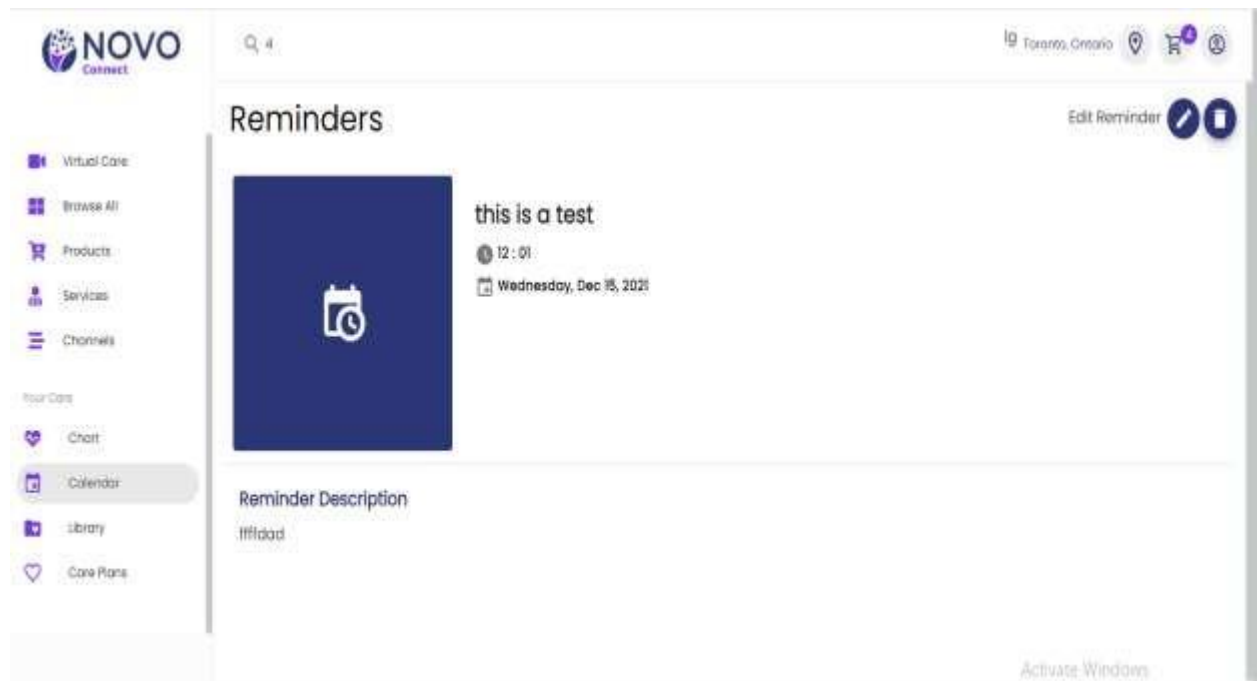 NOVO
Connect
4
Toronto, Ontario
4
Reminders
Edit Reminder
Virtual Care
Browse All
Products
Services
Channels
Your Care
Chart
Calendar
Library
Care Plans
this is a test
12 : 01
Wednesday, Dec 15, 2021
Reminder Description
Activate Windows